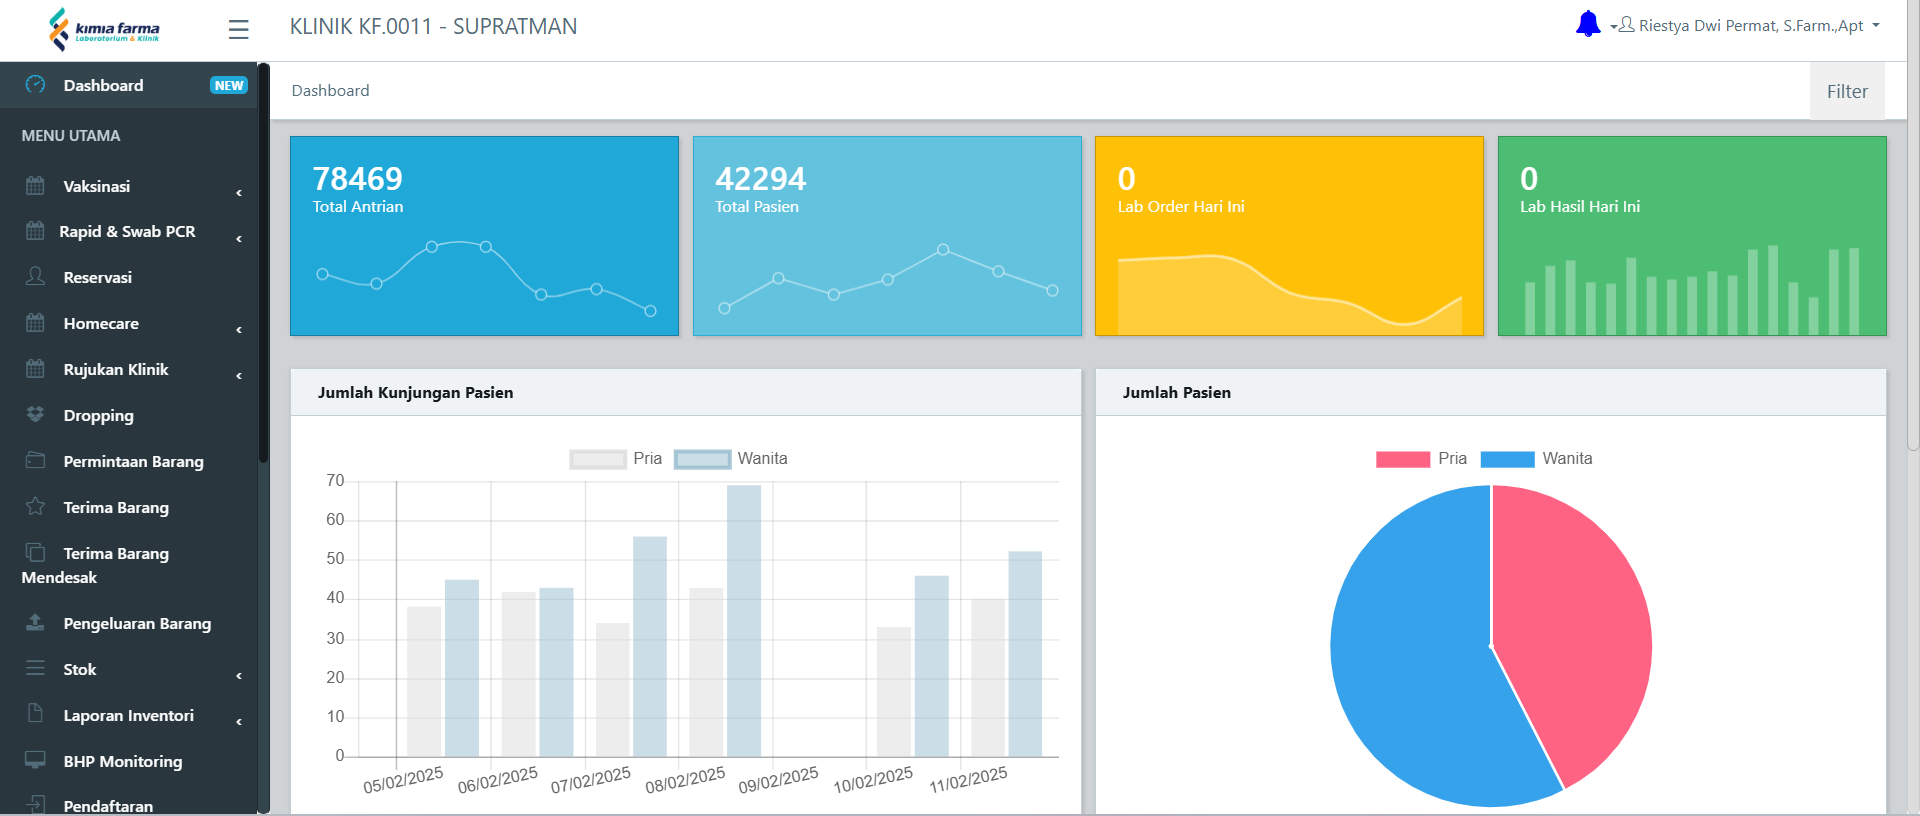 kimia farma
Laboratorium & Klinik
KLINIK KF.0011 - SUPRATMAN
Riestya Dwi Permat, S.Farm.,Apt
Dashboard NEW
Dashboard
Filter
MENU UTAMA
Vaksinasi
Rapid & Swab PCR
Reservasi
Homecare
Rujukan Klinik
Dropping
Permintaan Barang
Terima Barang
Terima Barang
Mendesak
Pengeluaran Barang
Stok
Laporan Inventori
BHP Monitoring
Pendaftaran
78469
Total Antrian
42294
Total Pasien
0
Lab Order Hari Ini
0
Lab Hasil Hari Ini
Jumlah Kunjungan Pasien
Pria Wanita
70
60
50
40
30
20
10
0
05/02/2025 06/02/2025 07/02/2025 08/02/2025 09/02/2025 10/02/2025 11/02/2025
Jumlah Pasien
Pria Wanita